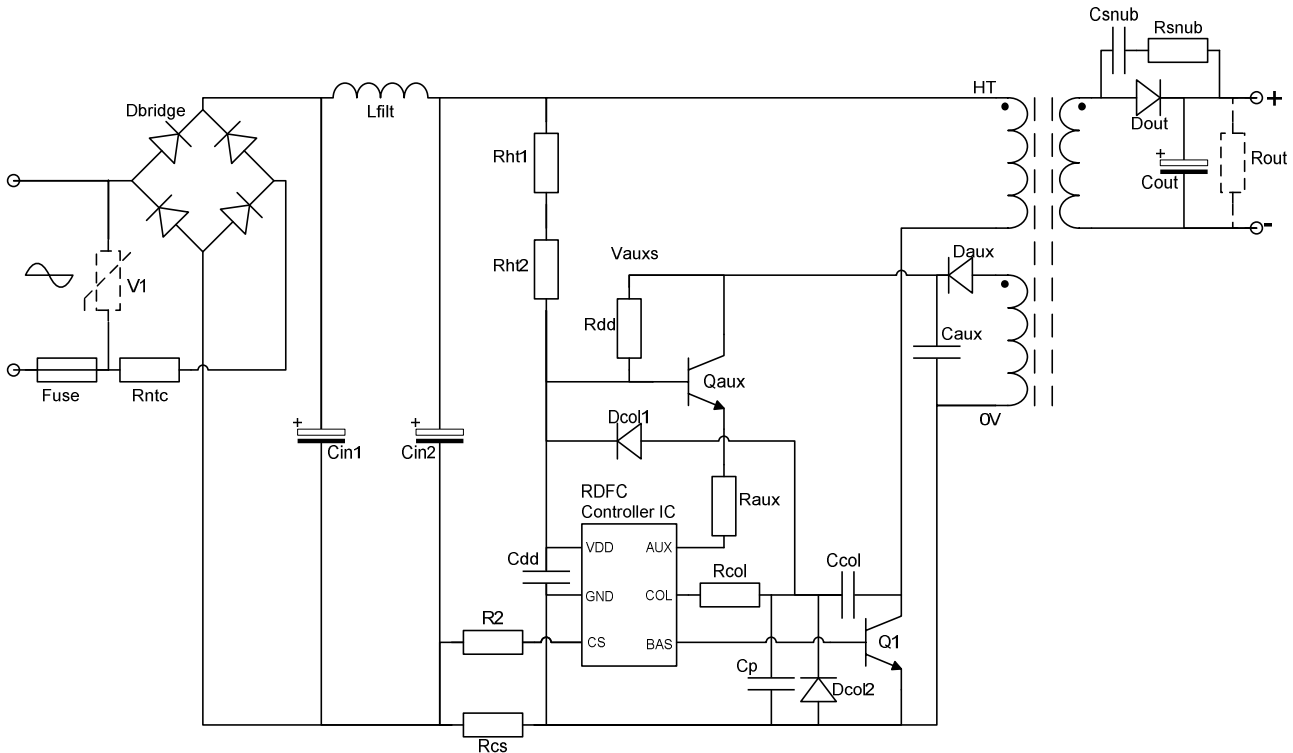 Csnub
Rsnub
HT
+
Dbridge
Lfilt
Dout
+
Rht1
Cout
Rout
-
Vauxs
Daux
Rht2
V1
Rdd
Caux
Qaux
Fuse
Rntc
Dcol1
0V
+
Cin1
+
Cin2
RDFC
Controller IC
Raux
Cdd
VDD
AUX
Ccol
Rcol
GND
COL
R2
CS
BAS
Q1
Cp
Dcol2
Rcs